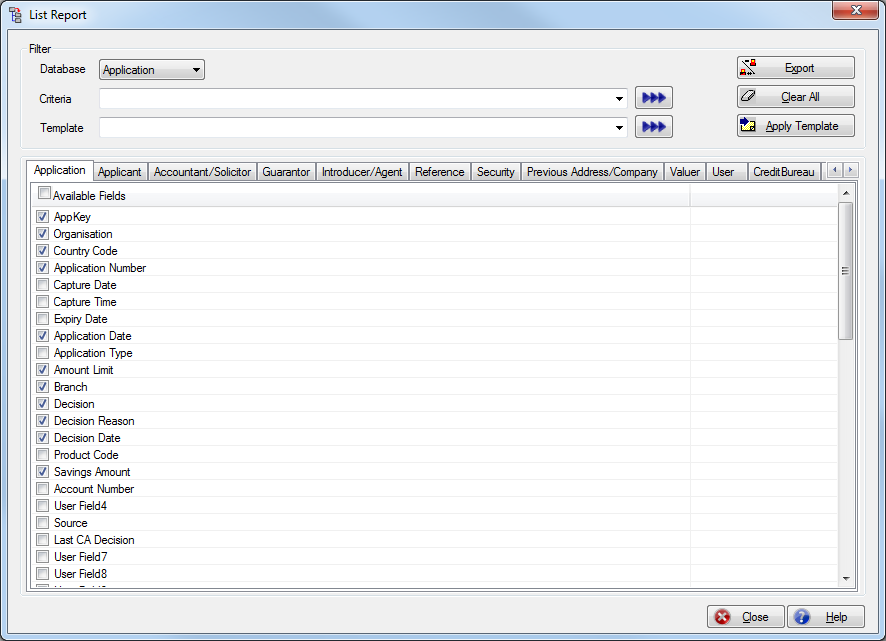 List Report
Filter
Database Application Export
Criteria Clear All
Template Apply Template
Application Applicant Accountant/Solicitor Guarantor Introducer/Agent Reference Security Previous Address/Company Valuer User CreditBureau
Available Fields
AppKey
Organisation
Country Code
Application Number
Capture Date
Capture Time
Expiry Date
Application Date
Application Type
Amount Limit
Branch
Decision
Decision Reason
Decision Date
Product Code
Savings Amount
Account Number
User Field4
Source
Last CA Decision
User Field7
User Field8
Close Help